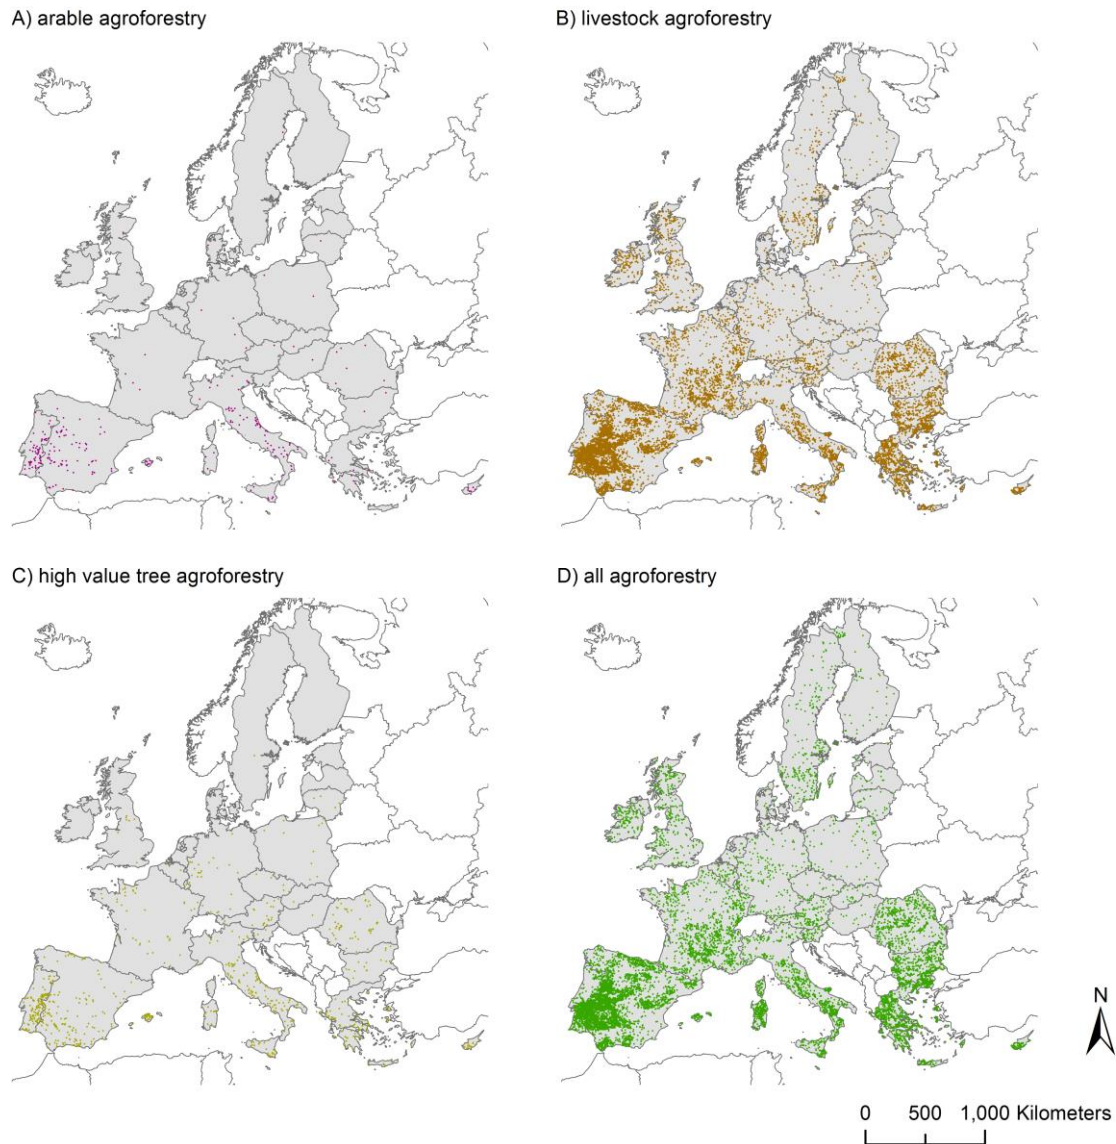 A) arable agroforestry
B) livestock agroforestry
C) high value tree agroforestry
D) all agroforestry
N
0 500 1,000 Kilometers